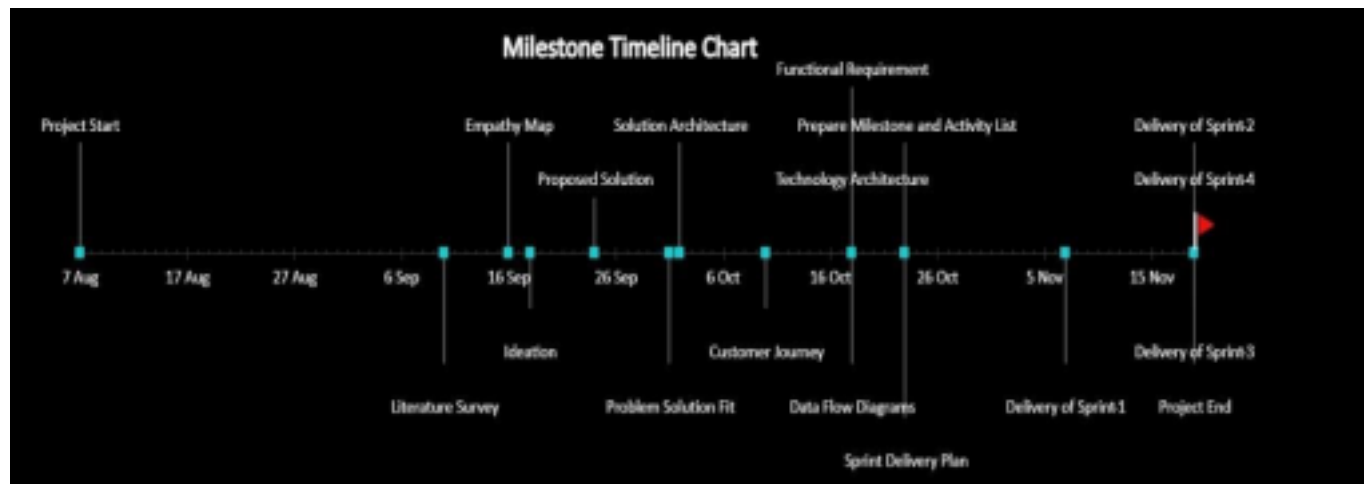 Milestone Timeline Chart
Functional Requirement
Project Start
Empathy Map
Solution Architecture
Prepare Milestone and Activity List
Delivery of Sprint-2
Proposed Solution
Technology Architecture
Delivery of Sprint-4
7 Aug
17 Aug
27 Aug
6 Sep
16 Sep
26 Sep
6 Oct
16 Oct
26 Oct
5 Nov
15 Nov
Ideation
Customer Journey
Delivery of Sprint-3
Literature Survey
Problem Solution Fit
Data Flow Diagrams
Delivery of Sprint-1
Project End
Sprint Delivery Plan